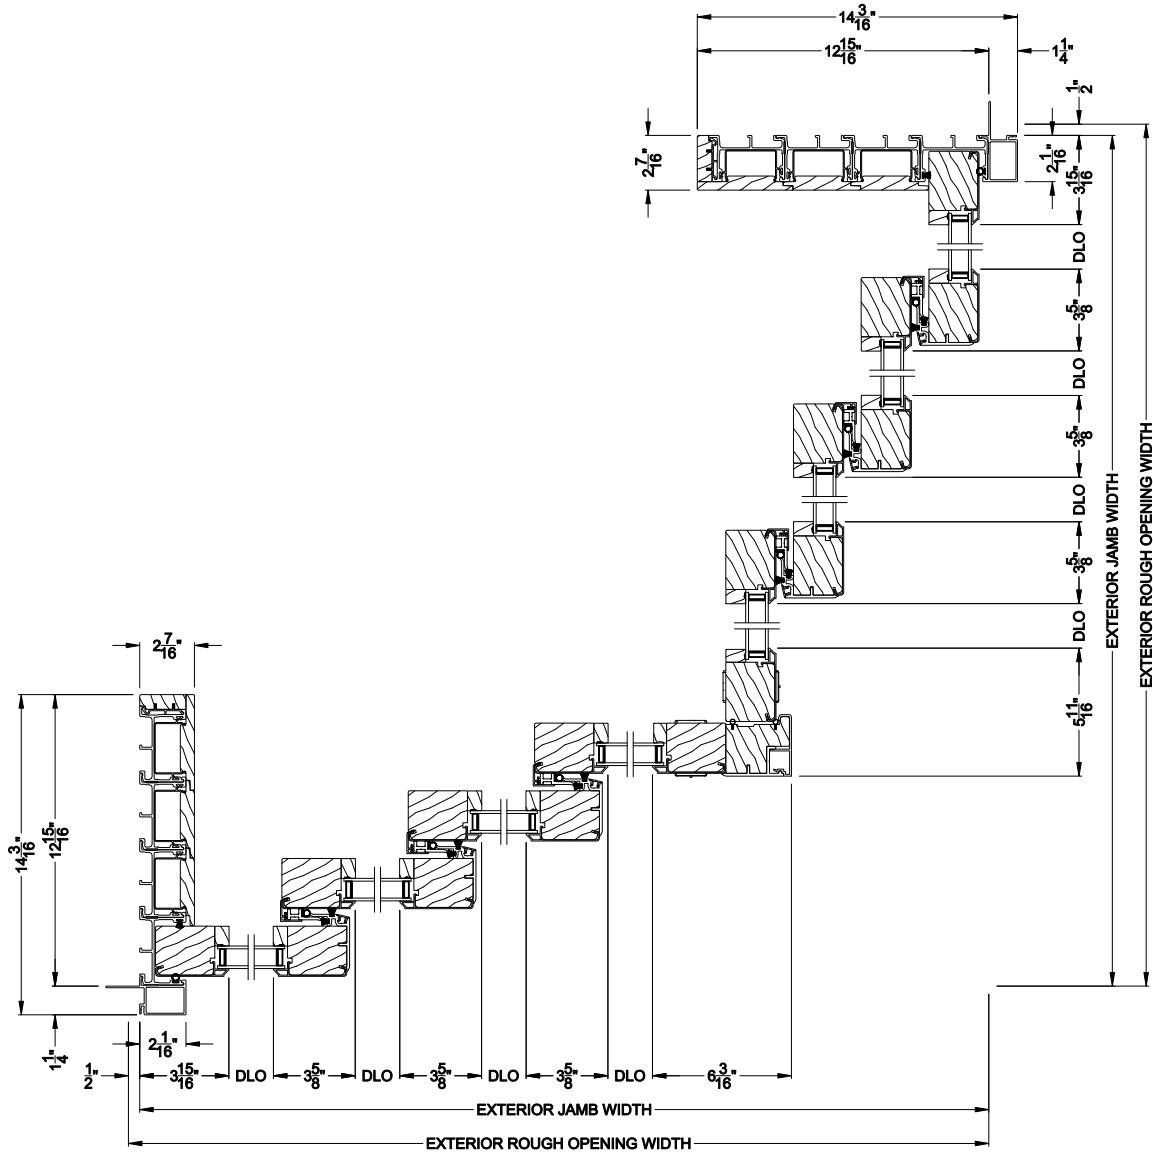 14 3/16"
12 15/16"
1 1/4"
1/2"
2 7/16"
2 1/16"
3 15/16"
DLO
3 5/8"
DLO
3 5/8"
DLO
3 5/8"
DLO
5 11/16"
EXTERIOR JAMB WIDTH
EXTERIOR ROUGH OPENING WIDTH
2 7/16"
14 3/16"
12 15/16"
1 1/4"
2 1/16"
1/2"
3 15/16"
DLO
3 5/8"
DLO
3 5/8"
DLO
3 5/8"
DLO
6 3/16"
EXTERIOR JAMB WIDTH
EXTERIOR ROUGH OPENING WIDTH